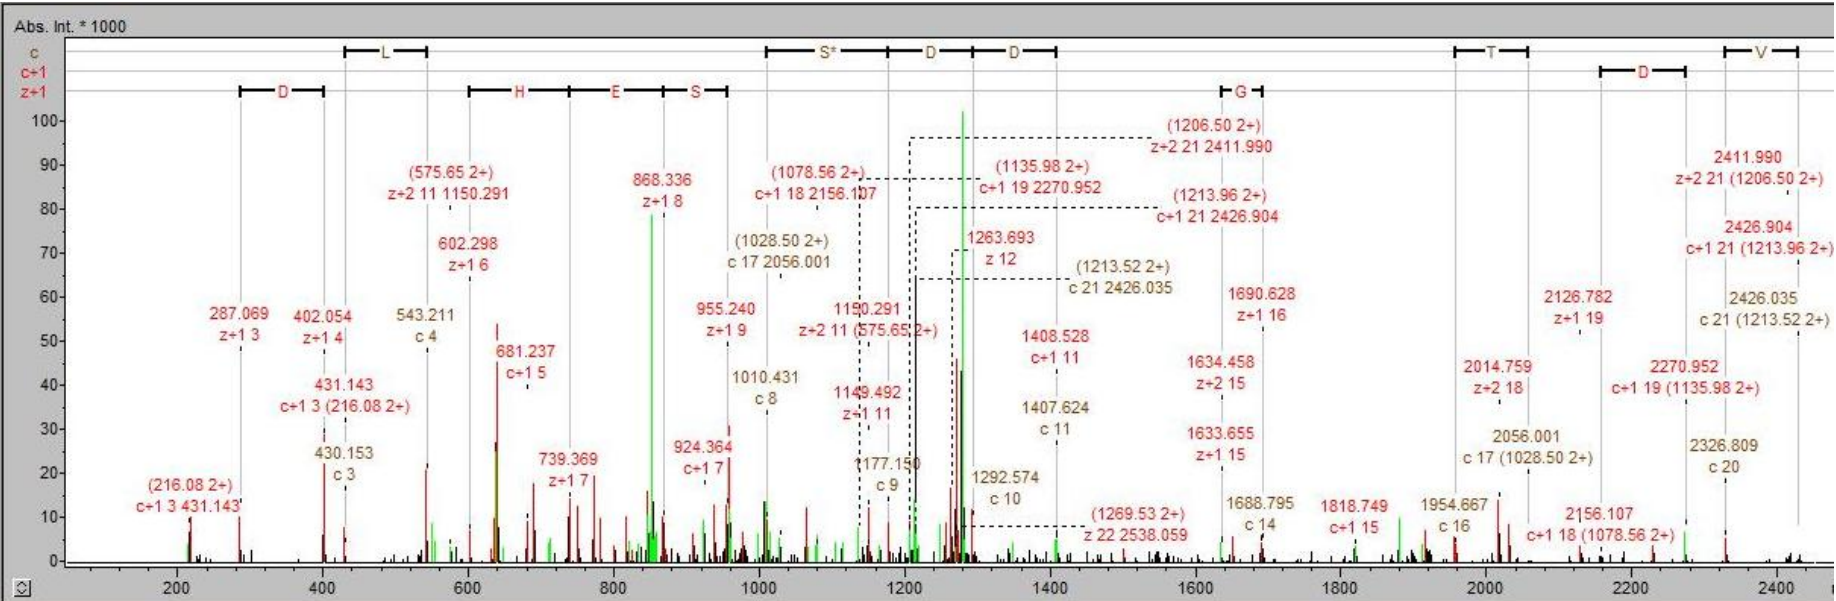 Abs. Int. * 1000
c
c+1
z+1
L
S*
D
D
T
V
D
D
H
E
S
G
100
90
80
70
60
50
40
30
20
10
0
(216.08 2+)
c+1 3 431.143
287.069
z+1 3
402.054
z+1 4
431.143
c+1 3 (216.08 2+)
430.153
c 3
(575.65 2+)
z+2 11 1150.291
543.211
c 4
602.298
z+1 6
681.237
c+1 5
739.369
z+1 7
868.336
z+1 8
924.364
c+1 7
955.240
z+1 9
(1078.56 2+)
c+1 18 2156.107
(1028.50 2+)
c 17 2056.001
1010.431
c 8
1150.291
z+2 11 (575.65 2+)
1149.492
z+1 11
1177.150
c 9
(1206.50 2+)
z+2 21 2411.990
(1135.98 2+)
c+1 19 2270.952
(1213.96 2+)
c+1 21 2426.904
1263.693
z 12
(1213.52 2+)
c 21 2426.035
1292.574
c 10
1408.528
c+1 11
1407.624
c 11
(1269.53 2+)
z 22 2538.059
1690.628
z+1 16
1634.458
z+2 15
1633.655
z+1 15
1688.795
c 14
1818.749
c+1 15
1954.667
c 16
2014.759
z+2 18
2056.001
c 17 (1028.50 2+)
2126.782
z+1 19
2156.107
c+1 18 (1078.56 2+)
2270.952
c+1 19 (1135.98 2+)
2326.809
c 20
2411.990
z+2 21 (1206.50 2+)
2426.904
c+1 21 (1213.96 2+)
2426.035
c 21 (1213.52 2+)
200
400
600
800
1000
1200
1400
1600
1800
2000
2200
2400